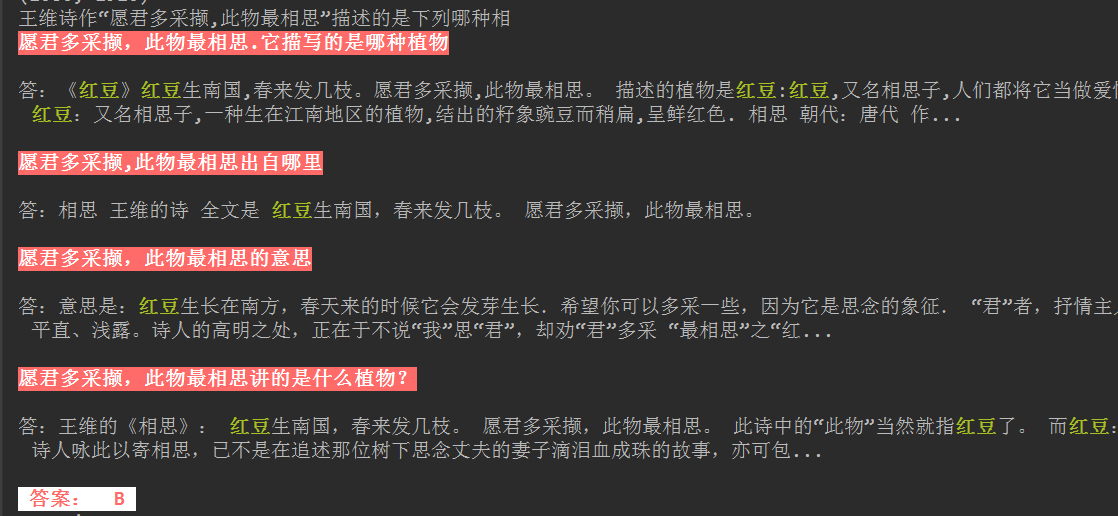 王维诗作“愿君多采撷,此物最相思”描述的是下列哪种相
愿君多采撷，此物最相思.它描写的是哪种植物
答：《红豆》红豆生南国,春来发几枝。愿君多采撷,此物最相思。 描述的植物是红豆:红豆,又名相思子,人们都将它当做爱
红豆：又名相思子,一种生在江南地区的植物,结出的籽象豌豆而稍扁,呈鲜红色. 相思 朝代：唐代 作...
愿君多采撷,此物最相思出自哪里
答：相思 王维的诗 全文是 红豆生南国，春来发几枝。 愿君多采撷，此物最相思。
愿君多采撷，此物最相思的意思
答：意思是：红豆生长在南方，春天来的时候它会发芽生长．希望你可以多采一些，因为它是思念的象征． “君”者，抒情主
平直、浅露。诗人的高明之处，正在于不说“我”思“君”，却劝“君”多采 “最相思”之“红...
愿君多采撷，此物最相思讲的是什么植物？
答：王维的《相思》： 红豆生南国，春来发几枝。 愿君多采撷，此物最相思。 此诗中的“此物”当然就指红豆了。 而红豆：
诗人咏此以寄相思，已不是在追述那位树下思念丈夫的妻子滴泪血成珠的故事，亦可包...
答案： B